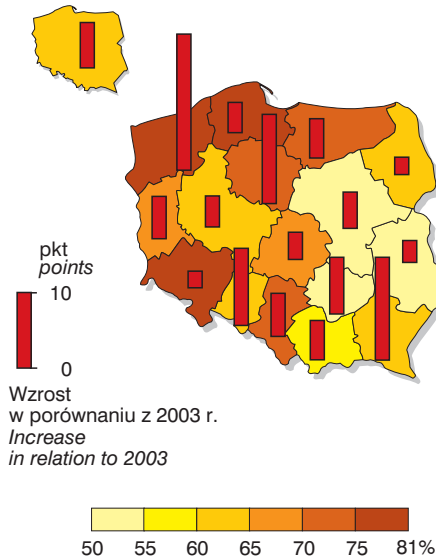 pkt
points
10
0
Wzrost
w porównaniu z 2003 r.
Increase
in relation to 2003
50 55 60 65 70 75 81%